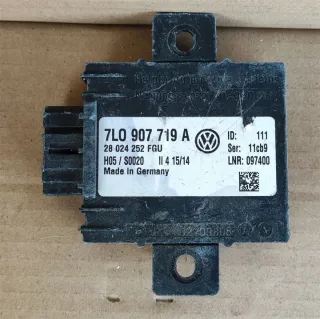 7L0 907 719 A
28 024 252 FGU
H05 / S0020 II 4 15/14
Made in Germany
ID: 111
Ser: 11cb9
LNR: 097400